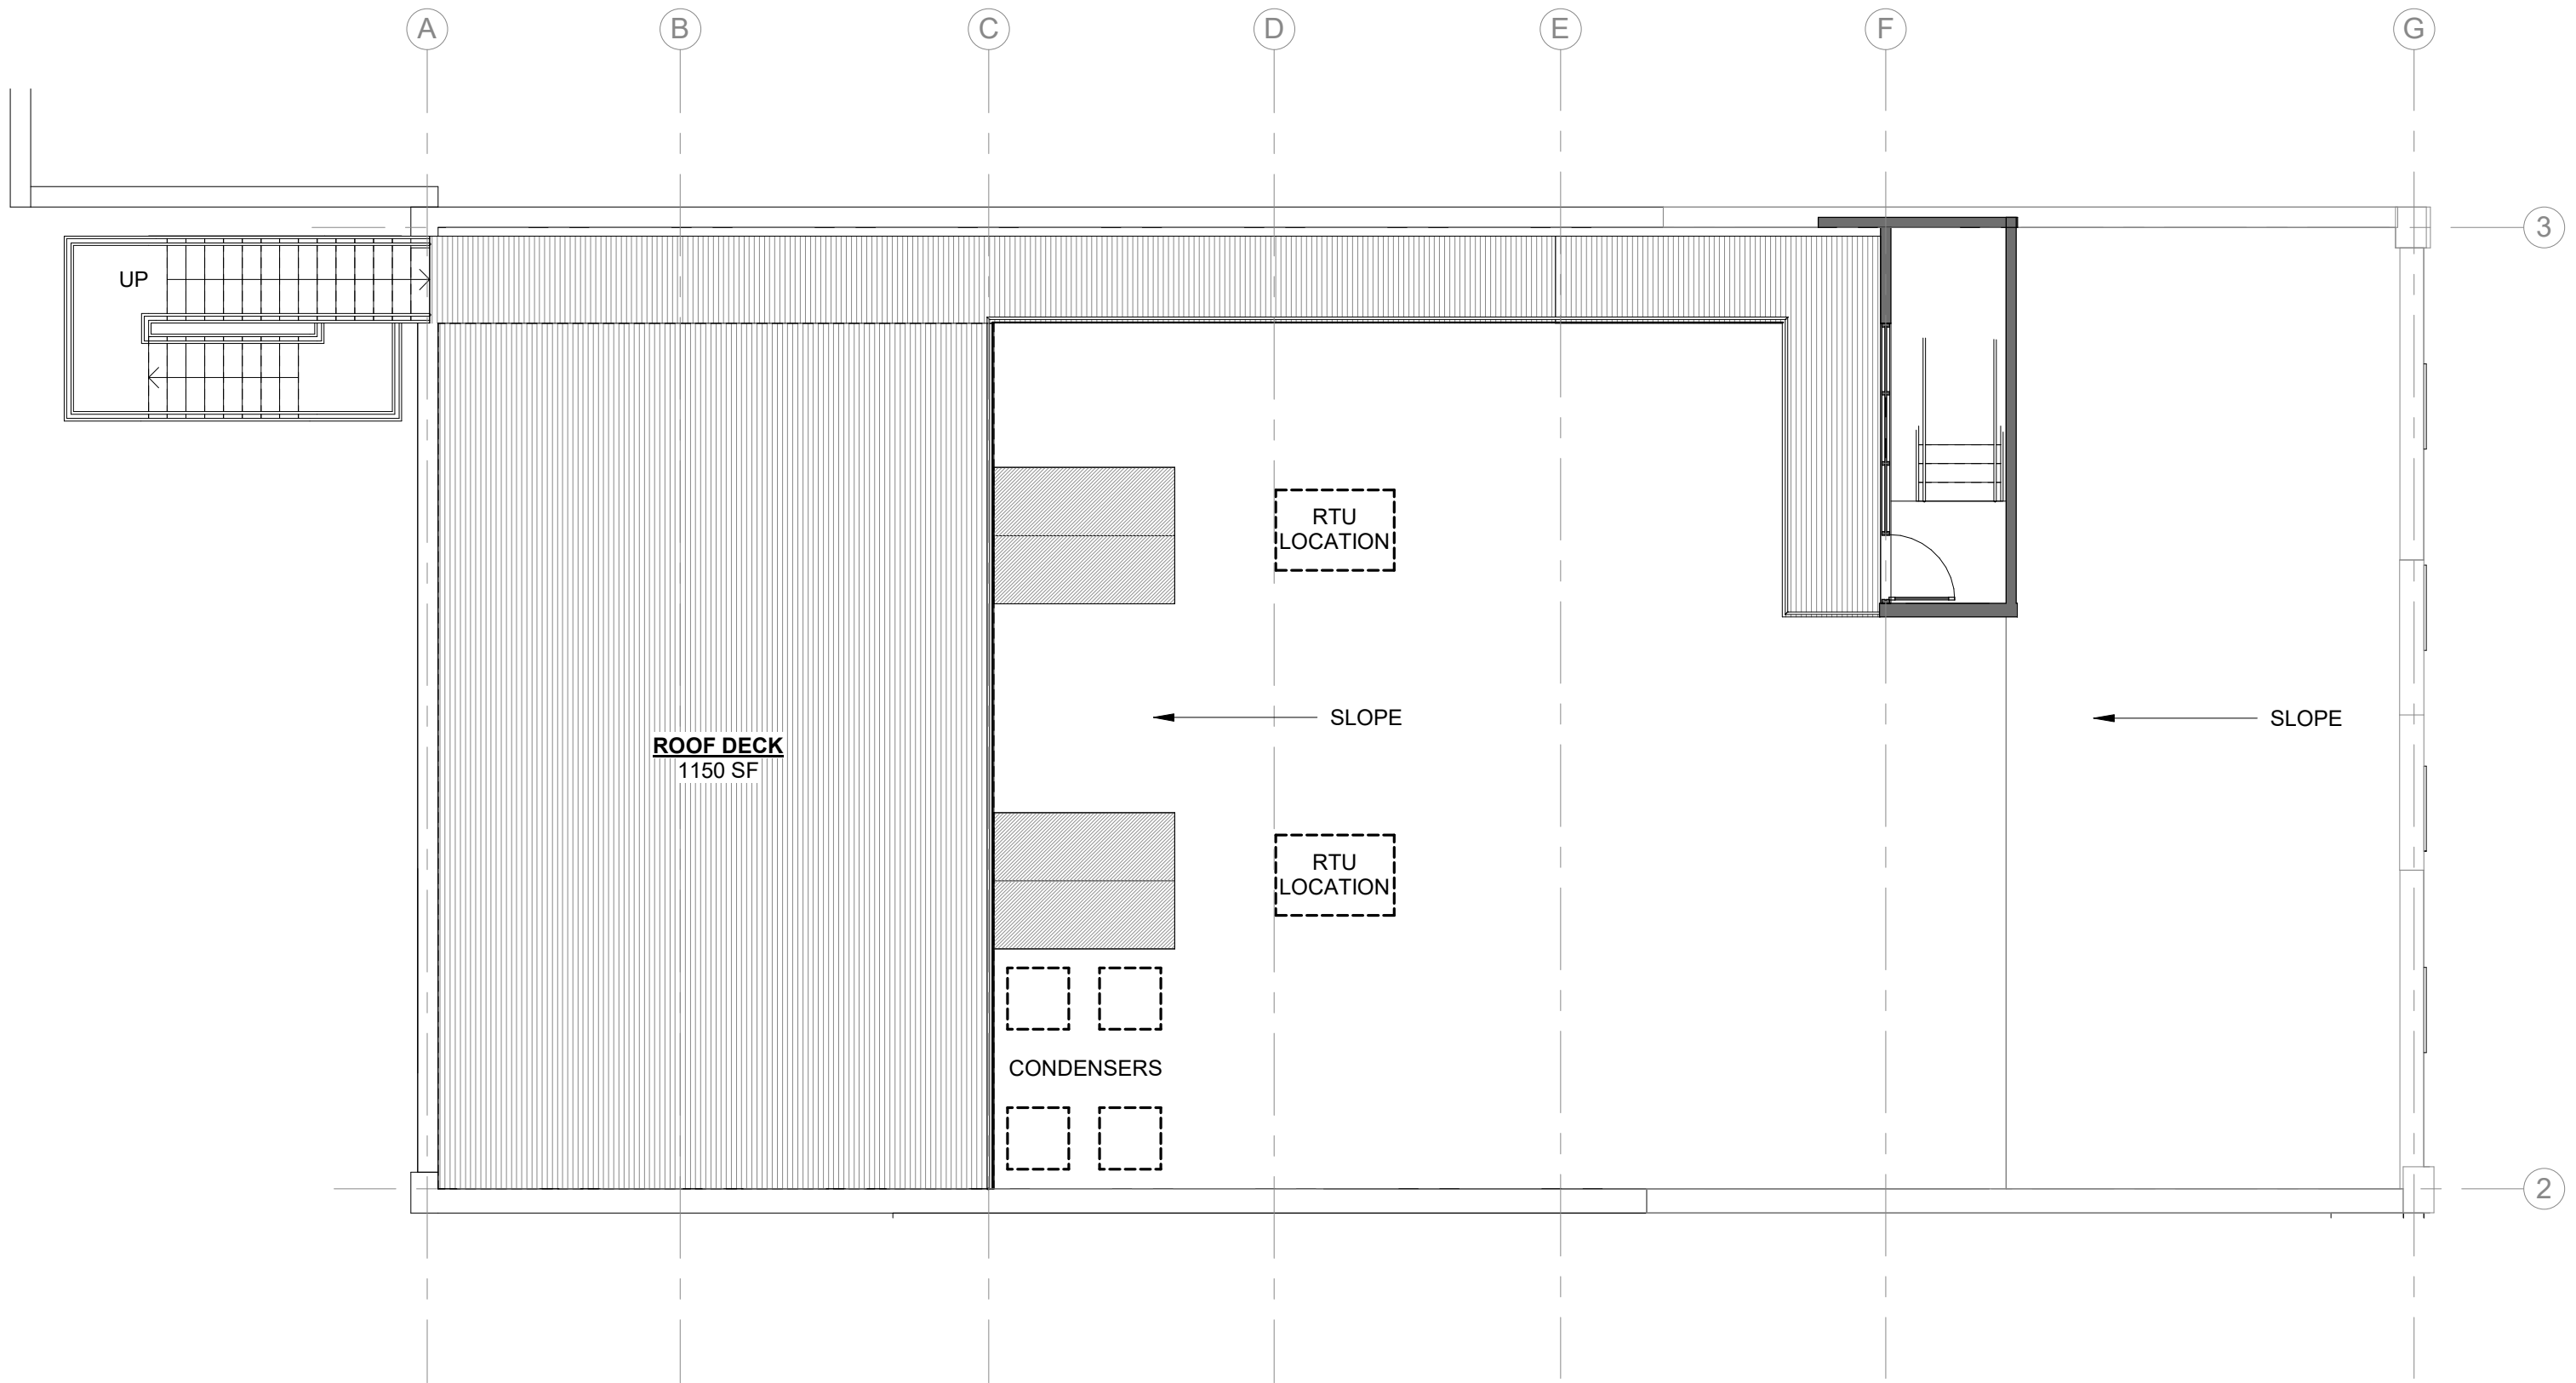 A
B
C
D
E
F
G
3
UP
RTU
LOCATION
SLOPE
SLOPE
ROOF DECK
1150 SF
RTU
LOCATION
CONDENSERS
2